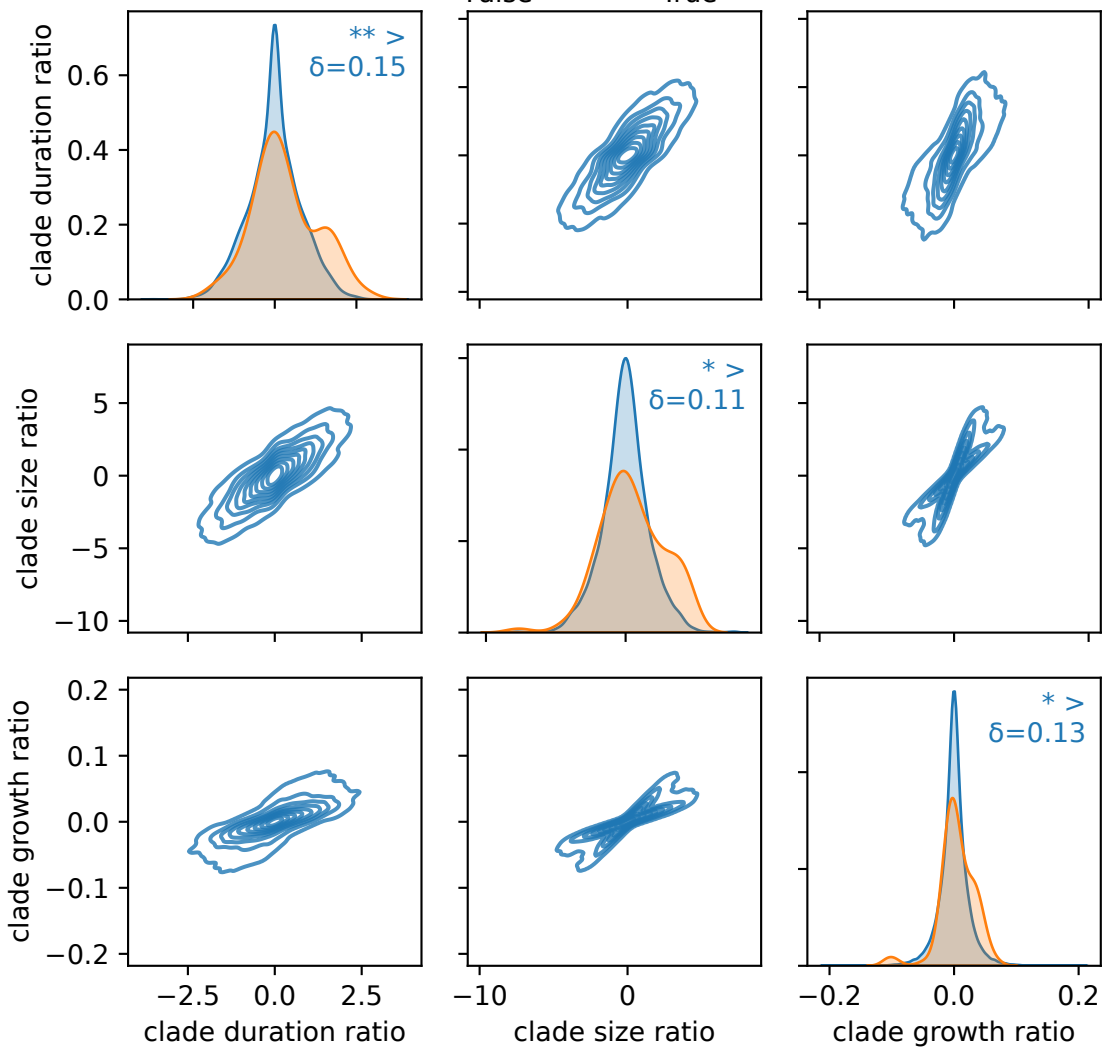 True
** >
δ=0.15
clade duration ratio
0.6
0.4
0.2
0.0
* >
δ=0.11
clade size ratio
5
0
−5
−10
* >
δ=0.13
clade growth ratio
0.2
0.1
0.0
−0.1
−0.2
−2.5 0.0 2.5
−10 0
−0.2 0.0 0.2
clade duration ratio
clade size ratio
clade growth ratio